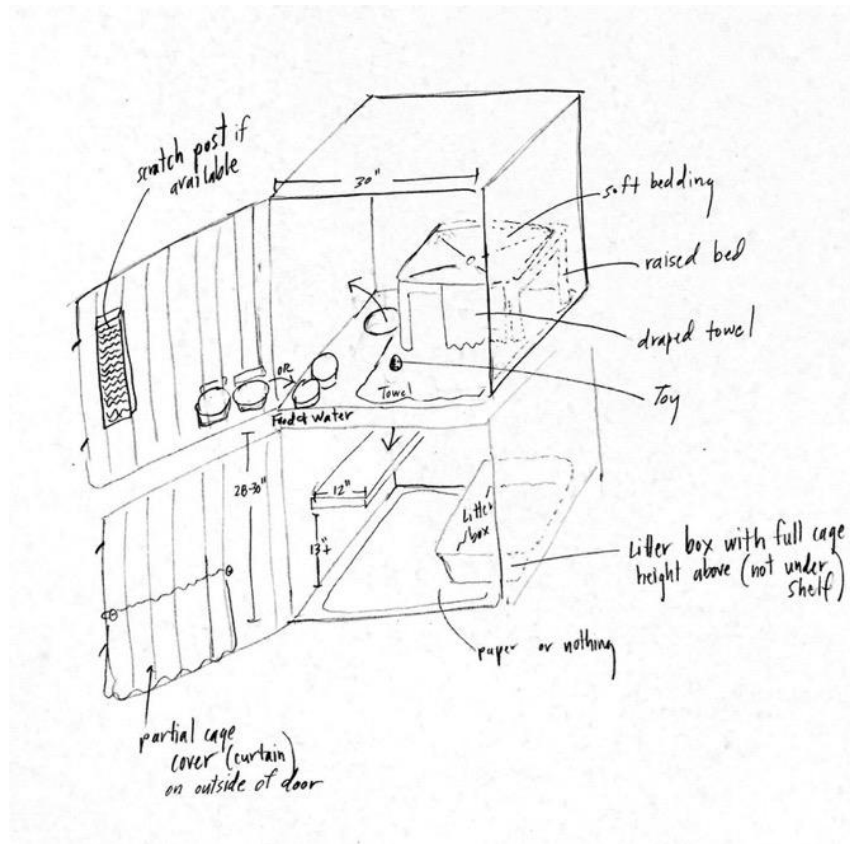 scratch post if
available
30"
soft bedding
raised bed
draped towel
Toy
OR
Towel
Food & Water
28-30"
12"
13"+
Litter
box
Litter box with full cage
height above (not under
shelf)
paper or nothing
partial cage
cover (curtain)
on outside of door